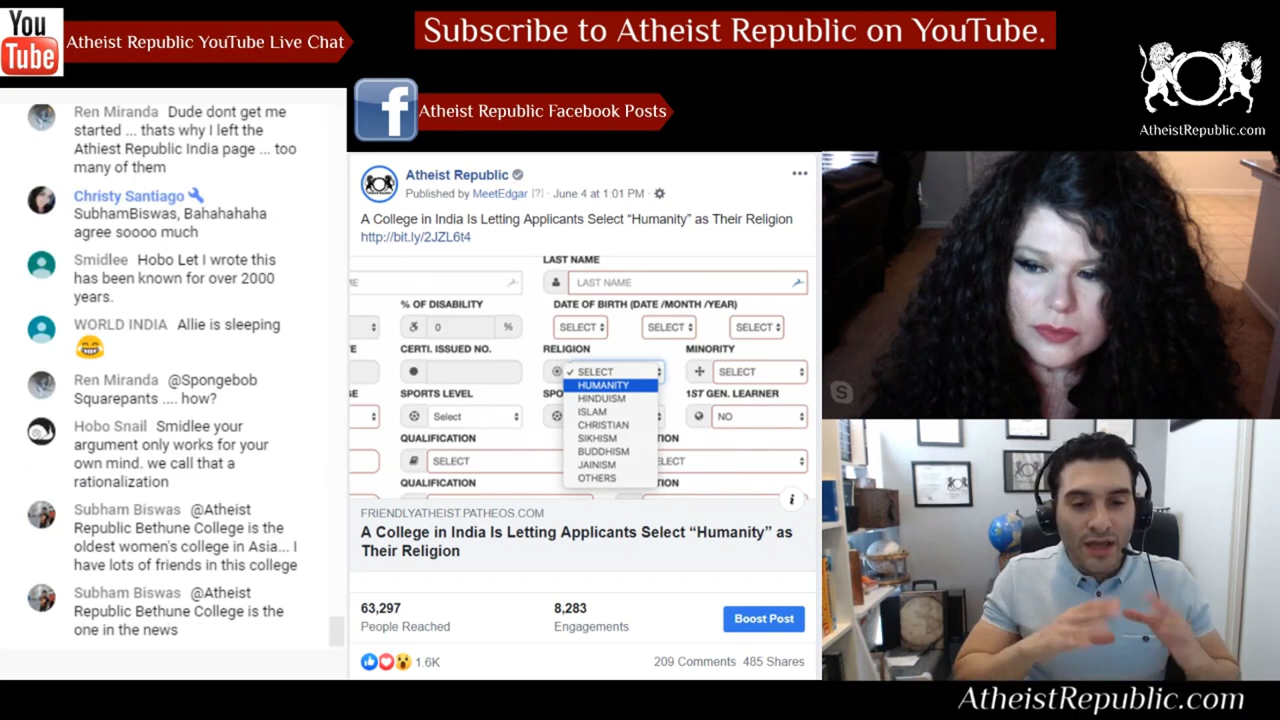 You
Tube
Atheist Republic YouTube Live Chat
Subscribe to Atheist Republic on YouTube.
AtheistRepublic.com
Atheist Republic Facebook Posts
Ren Miranda Dude dont get me
started ... thats why I left the
Athiest Republic India page ... too
many of them
Christy Santiago
SubhamBiswas, Bahahahaha
agree soooo much
Smidlee Hobo Let I wrote this
has been known for over 2000
years.
WORLD INDIA Allie is sleeping
Ren Miranda @Spongebob
Squarepants .... how?
Hobo Snail Smidlee your
argument only works for your
own mind. we call that a
rationalization
Subham Biswas @Atheist
Republic Bethune College is the
oldest women's college in Asia... I
have lots of friends in this college
Subham Biswas @Atheist
Republic Bethune College is the
one in the news
Atheist Republic
Published by MeetEdgar [?] · June 4 at 1:01 PM ·
A College in India Is Letting Applicants Select “Humanity” as Their Religion
http://bit.ly/2JZL6t4
LAST NAME
ME LAST NAME
% OF DISABILITY DATE OF BIRTH (DATE /MONTH /YEAR)
0 % SELECT SELECT SELECT
TE CERTI. ISSUED NO. RELIGION MINORITY
✓ SELECT SELECT
HUMANITY
HINDUISM
ISLAM
CHRISTIAN
SIKHISM
BUDDHISM
JAINISM
OTHERS
GE SPORTS LEVEL SPO 1ST GEN. LEARNER
Select NO
QUALIFICATION TION
SELECT ELECT
QUALIFICATION TION
f
i
FRIENDLYATHEIST.PATHEOS.COM
A College in India Is Letting Applicants Select “Humanity” as
Their Religion
63,297 8,283
People Reached Engagements Boost Post
1.6K 209 Comments 485 Shares
AtheistRepublic.com